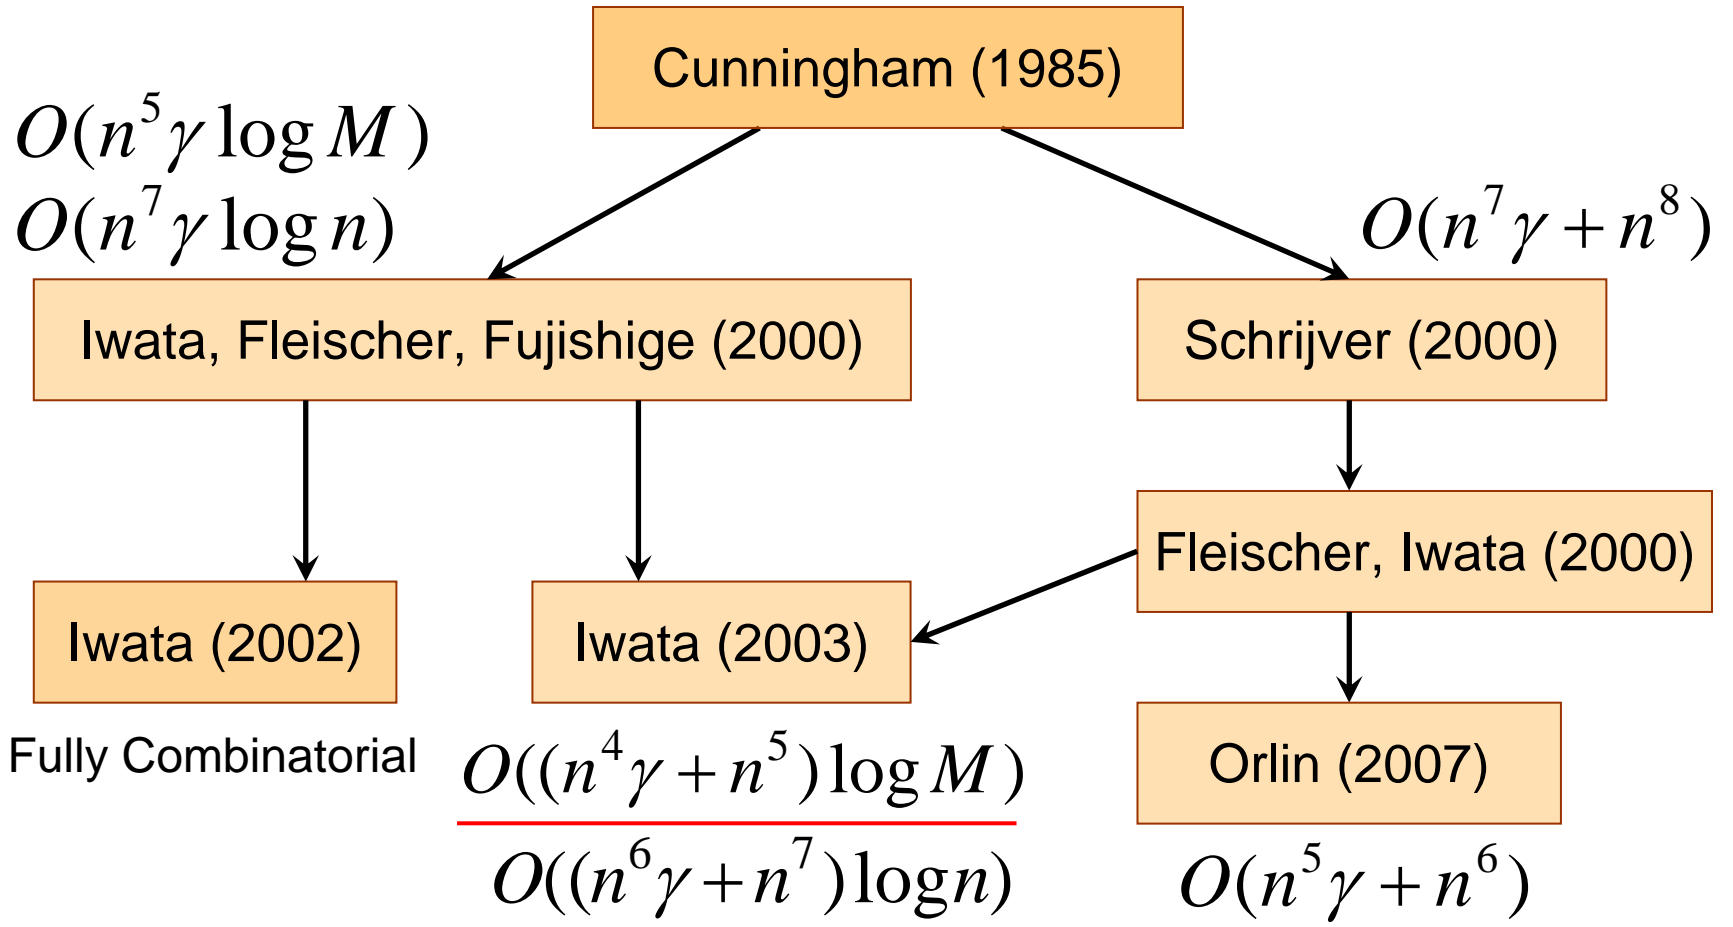 Cunningham (1985)
O(n⁵γ log M)
O(n⁷γ log n)
O(n⁷γ + n⁸)
Iwata, Fleischer, Fujishige (2000)
Schrijver (2000)
Fleischer, Iwata (2000)
Iwata (2002)
Iwata (2003)
Fully Combinatorial
O((n⁴γ + n⁵) log M)
O((n⁶γ + n⁷) log n)
Orlin (2007)
O(n⁵γ + n⁶)